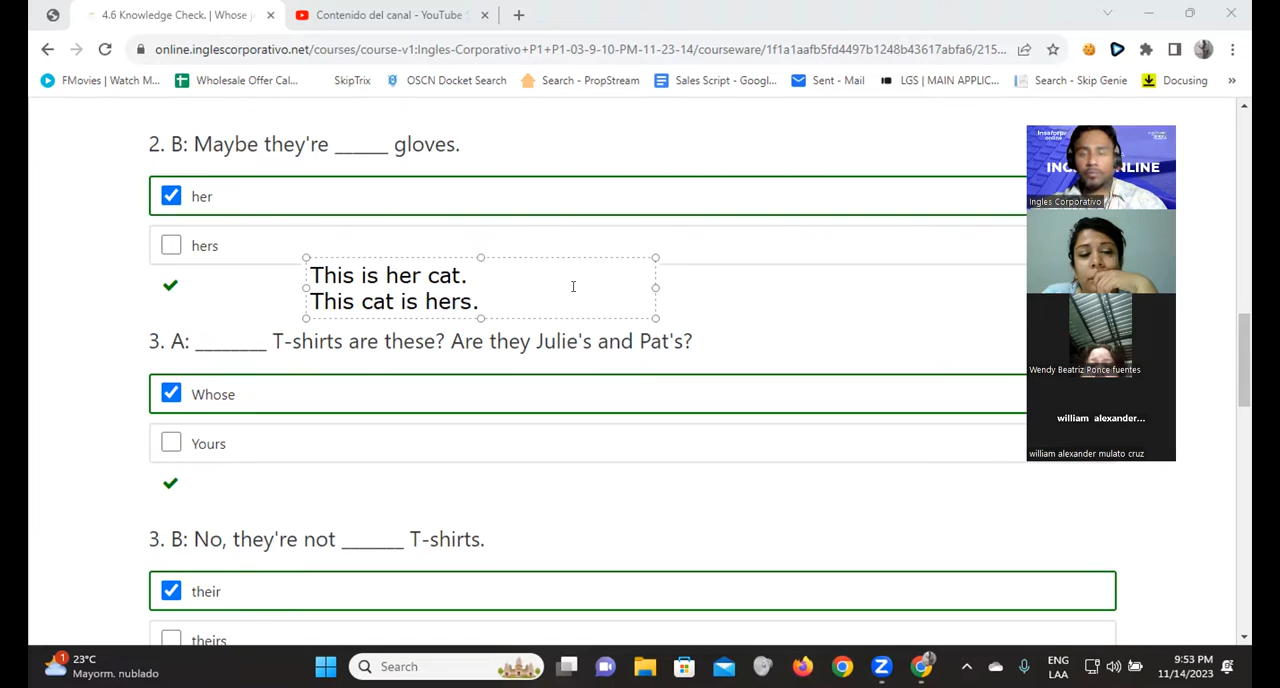 4.6 Knowledge Check. | Whose j
Contenido del canal - YouTube
online.inglescorporativo.net/courses/course-v1:Ingles-Corporativo+P1+P1-03-9-10-PM-11-23-14/courseware/1f1a1aafb5fd4497b1248b43617abfa6/215...
FMovies | Watch M...
Wholesale Offer Cal...
SkipTrix
OSCN Docket Search
Search - PropStream
Sales Script - Googl...
Sent - Mail
LGS | MAIN APPLIC...
Search - Skip Genie
Docusing
»
2. B: Maybe they're ______ gloves.
her
hers
This is her cat.
This cat is hers.
3. A: ________ T-shirts are these? Are they Julie's and Pat's?
Whose
Yours
3. B: No, they're not _______ T-shirts.
their
theirs
Ingles Corporativo
Wendy Beatriz Ponce fuentes
william alexander...
william alexander mulato cruz
1
23°C
Mayorm. nublado
Search
ENG
LAA
9:53 PM
11/14/2023